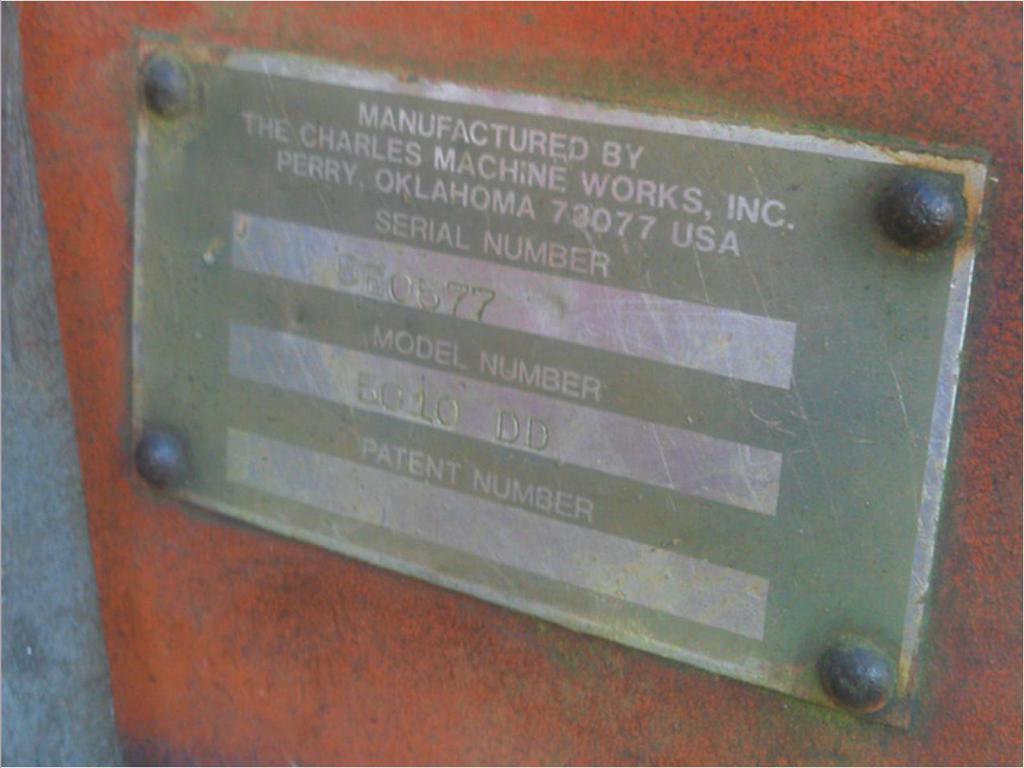 MANUFACTURED BY
THE CHARLES MACHINE WORKS, INC.
PERRY, OKLAHOMA 73077 USA
SERIAL NUMBER
MODEL NUMBER
5010 DD
PATENT NUMBER